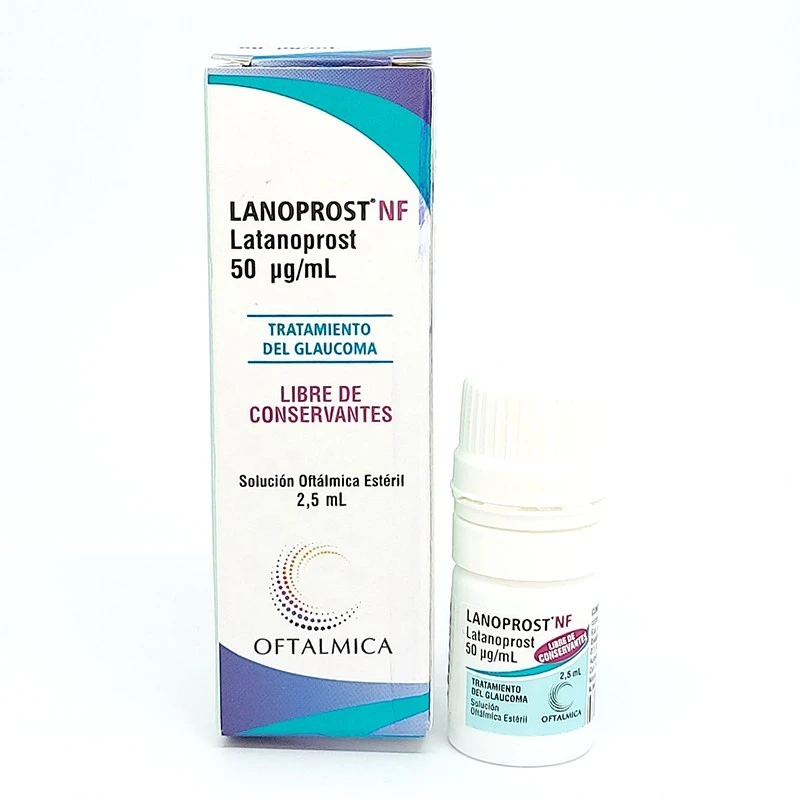 LANOPROST® NF
Latanoprost
50 µg/mL
TRATAMIENTO
DEL GLAUCOMA
LIBRE DE
CONSERVANTES
Solución Oftálmica Estéril
2,5 mL
OFTALMICA
LANOPROST® NF
Latanoprost
50 µg/mL
LIBRE DE
CONSERVANTES
2,5 mL
TRATAMIENTO
DEL GLAUCOMA
Solución
Oftálmica Estéril
OFTALMICA